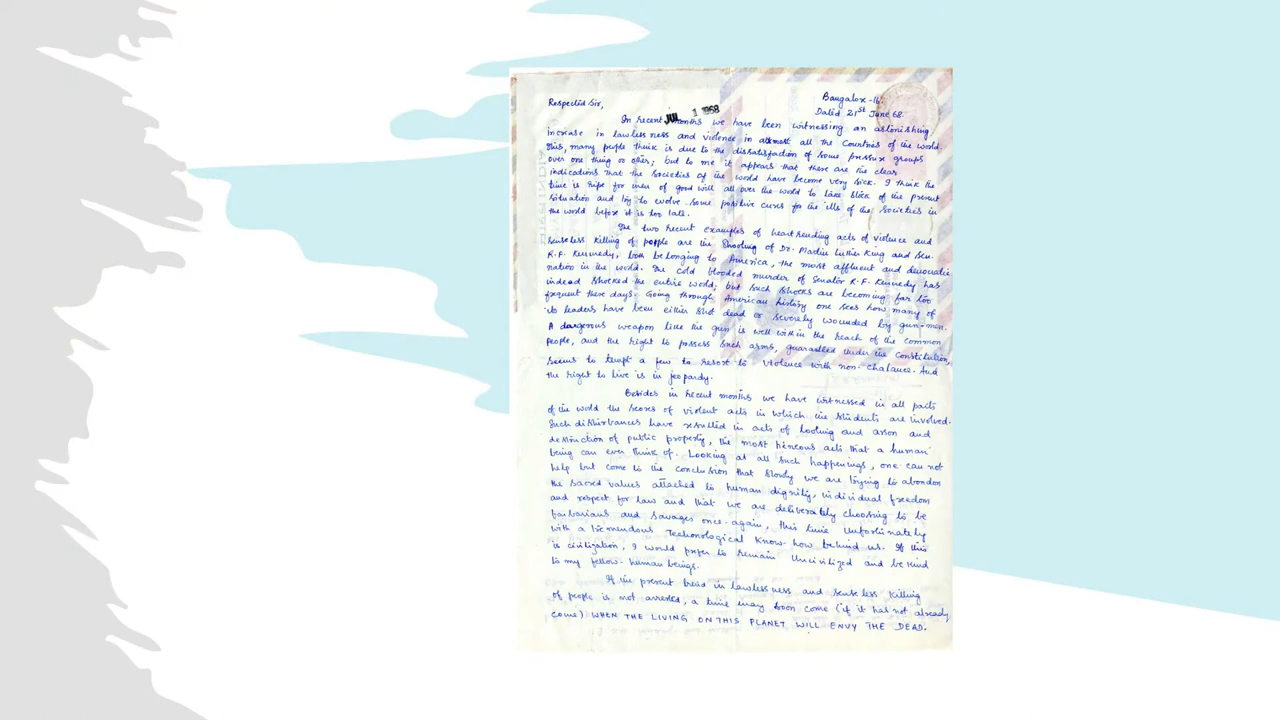 Bangalox - 16.
Respected Sir,
Dated 21st June 68.
JUL 1 1968
In recent months we have been witnessing an astonishing
increase in lawlessness and violence in almost all the Countries of the world.
This, many people think is due to the dissatisfaction of some pressure groups
over one thing or other; but to me it appears that these are the clear
indications that the Societies of the world have become very sick. I think the
time is ripe for men of good will all over the world to take stock of the present
situation and try to evolve some positive cures for the ills of the Societies in
the world before it is too late.
The two recent examples of heart rending acts of violence and
senseless killing of people are the Shooting of Dr. Martin Luther King and Sen.
R.F. Kennedy, both belonging to America, the most affluent and democratic
nation in the world. The Cold blooded murder of Senator R.F. Kennedy has
indeed shocked the entire world; but such shocks are becoming far too
frequent these days. Going through American history one sees how many of
its leaders have been either shot dead or severely wounded by gun-men.
A dangerous weapon like the gun is well within the reach of the common
people, and the right to possess such arms, guaranteed under the Constitution,
seems to tempt a few to resort to violence with non-chalance. And
the right to live is in jeopardy.
Besides in recent months we have witnessed in all parts
of the world the scores of violent acts in which the students are involved.
Such disturbances have resulted in acts of looting and arson and
destruction of public property, the most heneous acts that a human
being can ever think of. Looking at all such happenings, one can not
help but come to the conclusion that slowly we are trying to abondon
the sacred values attached to human dignity, individual freedom
and respect for law and that we are deliberately choosing to be
barbarians and savages once again, this time unfortunately
with a tremendous Techonological know-how behind us. If this
is civilization, I would prefer to remain Uncivilized and be kind
to my fellow-human beings.
If the present trend in lawlessness and senseless killing
of people is not arrested, a time may soon come (if it has not already
come) WHEN THE LIVING ON THIS PLANET WILL ENVY THE DEAD.